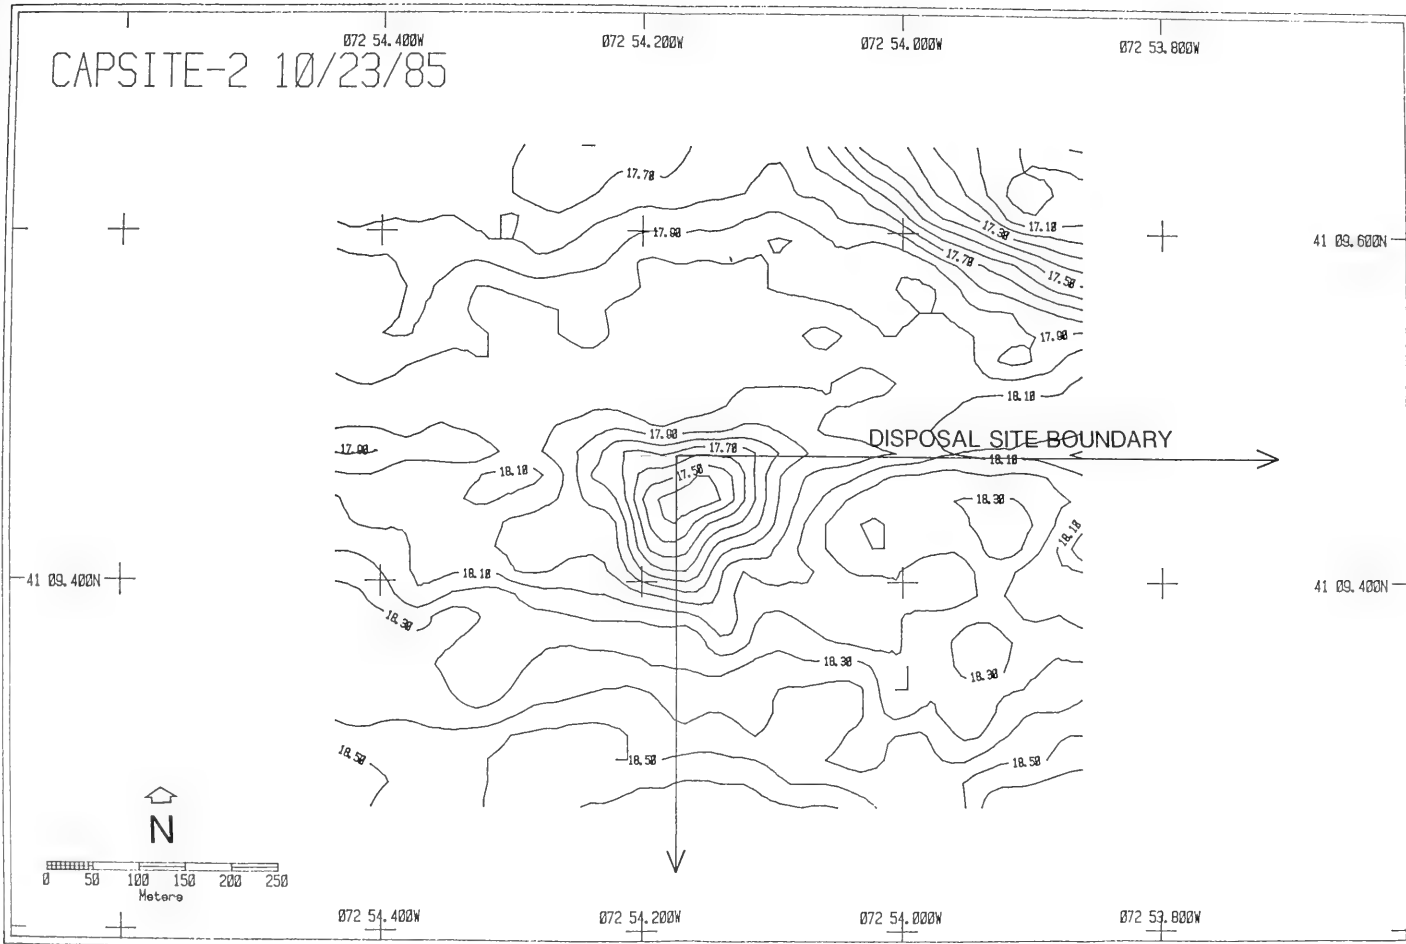 072 54.400W 072 54.200W 072 54.000W 072 53.800W
CAPSITE-2 10/23/85
17.70
17.90 17.30 17.10
41 09.600N
17.70 17.50
17.90
18.10
17.90 17.90 17.70 DISPOSAL SITE BOUNDARY
18.10 17.50 18.10
18.30
18.10
41 09.400N 18.10 41 09.400N
18.30
18.30
18.30
18.50 18.50 18.50
N
0 50 100 150 200 250
Meters
072 54.400W 072 54.200W 072 54.000W 072 53.800W